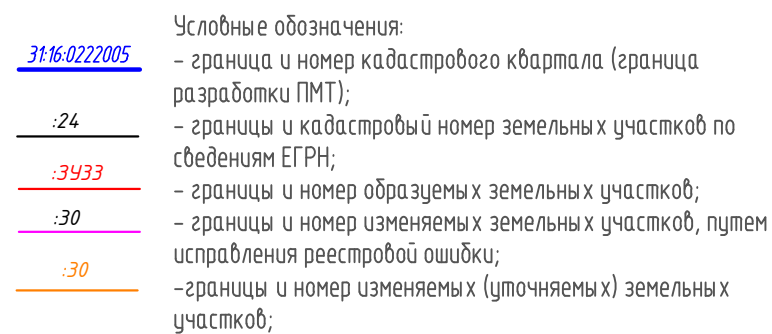 Условные обозначения:
31:16:0222005
– граница и номер кадастрового квартала (граница
разработки ПМТ);
:24
– границы и кадастровый номер земельных участков по
сведениям ЕГРН;
:ЗУ33
– границы и номер образуемых земельных участков;
:30
– границы и номер изменяемых земельных участков, путем
исправления реестровой ошибки;
:30
–границы и номер изменяемых (уточняемых) земельных
участков;